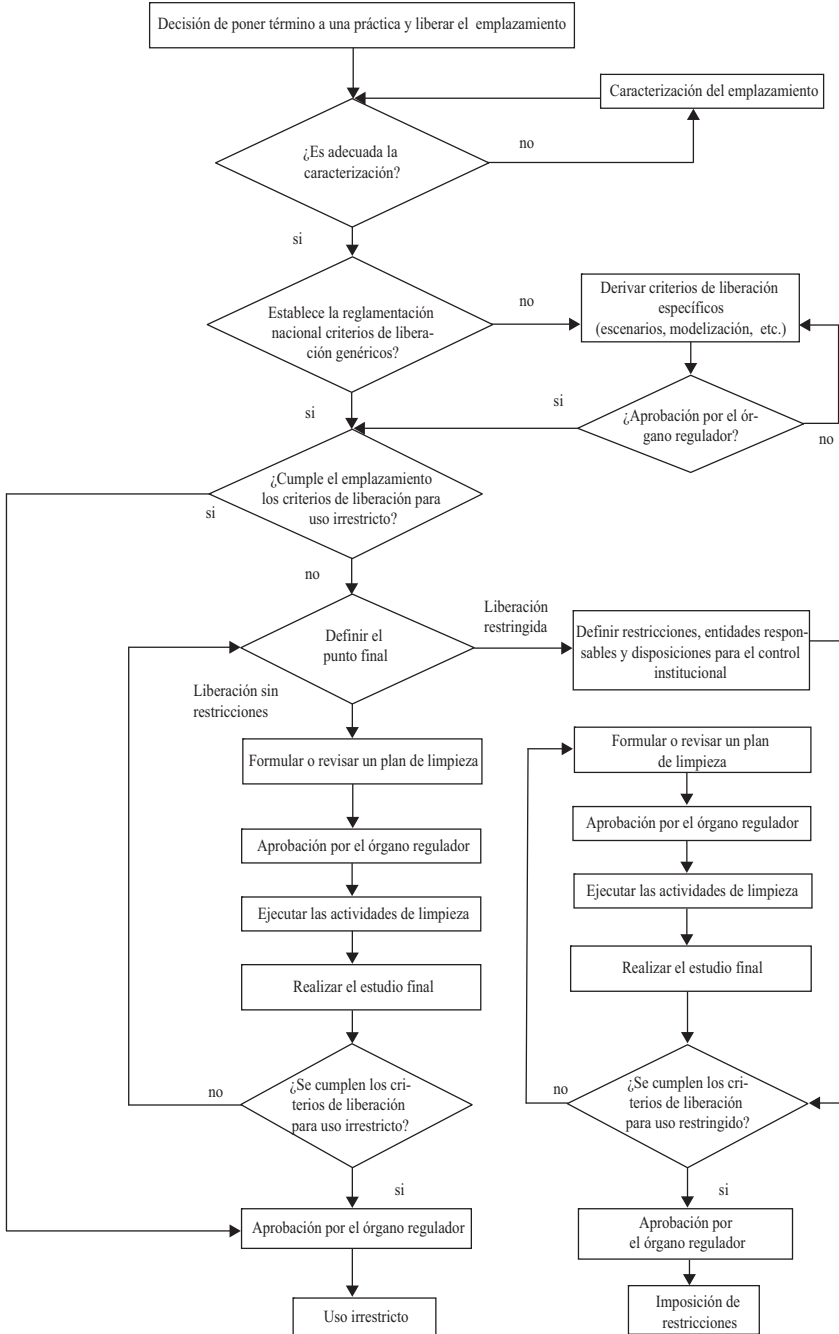 Decisión de poner término a una práctica y liberar el emplazamiento
Caracterización del emplazamiento
¿Es adecuada la
caracterización?
no
si
Establece la reglamentación
nacional criterios de libera-
ción genéricos?
no
Derivar criterios de liberación
específicos
(escenarios, modelización, etc.)
si
si
¿Aprobación por el ór-
gano regulador?
no
¿Cumple el emplazamiento
los criterios de liberación para
uso irrestricto?
si
no
Definir el
punto final
Liberación
restringida
Definir restricciones, entidades respon-
sables y disposiciones para el control
institucional
Liberación sin
restricciones
Formular o revisar un plan de limpieza
Aprobación por el órgano regulador
Ejecutar las actividades de limpieza
Realizar el estudio final
no
¿Se cumplen los cri-
terios de liberación
para uso irrestricto?
si
Aprobación por el órgano regulador
Uso irrestricto
Formular o revisar un plan
de limpieza
Aprobación por el órgano regulador
Ejecutar las actividades de limpieza
Realizar el estudio final
no
¿Se cumplen los cri-
terios de liberación
para uso restringido?
si
Aprobación por
el órgano regulador
Imposición de
restricciones